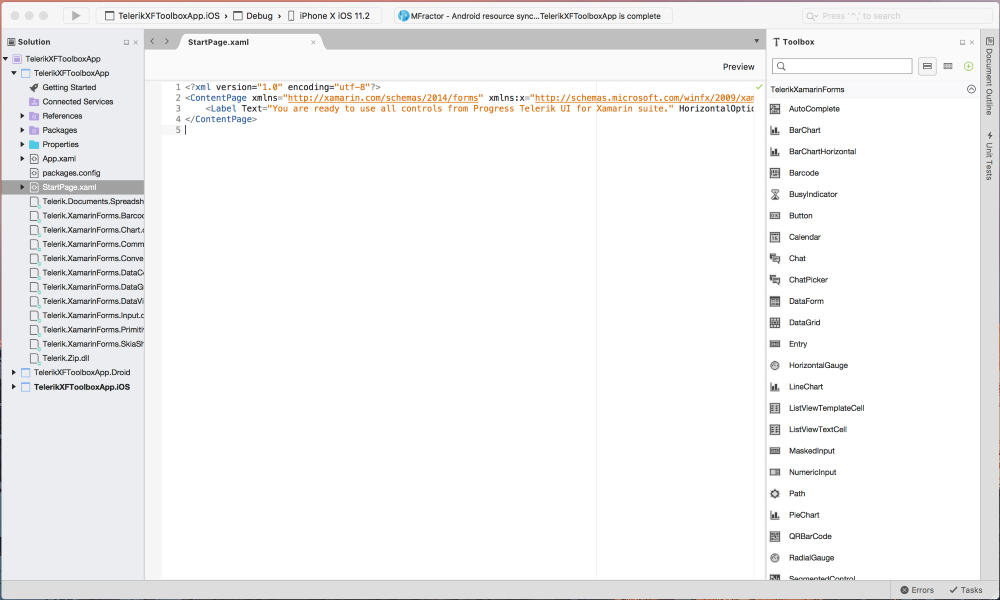 TelerikXFToolboxApp.iOS › Debug › iPhone X iOS 11.2
MFractor - Android resource sync...TelerikXFToolboxApp is complete
Press '^,' to search
Solution
TelerikXFToolboxApp
TelerikXFToolboxApp
Getting Started
Connected Services
References
Packages
Properties
App.xaml
packages.config
StartPage.xaml
Telerik.Documents.Spreadsh
Telerik.XamarinForms.Barcod
Telerik.XamarinForms.Chart.d
Telerik.XamarinForms.Comm
Telerik.XamarinForms.Conve
Telerik.XamarinForms.DataCo
Telerik.XamarinForms.DataGr
Telerik.XamarinForms.DataVi
Telerik.XamarinForms.Input.d
Telerik.XamarinForms.Primitiv
Telerik.XamarinForms.SkiaSh
Telerik.Zip.dll
TelerikXFToolboxApp.Droid
TelerikXFToolboxApp.iOS
StartPage.xaml
Preview
1 <?xml version="1.0" encoding="utf-8"?>
2 <ContentPage xmlns="http://xamarin.com/schemas/2014/forms" xmlns:x="http://schemas.microsoft.com/winfx/2009/xam
3 <Label Text="You are ready to use all controls from Progress Telerik UI for Xamarin suite." HorizontalOptio
4 </ContentPage>
5
Toolbox
TelerikXamarinForms
AutoComplete
BarChart
BarChartHorizontal
Barcode
BusyIndicator
Button
Calendar
Chat
ChatPicker
DataForm
DataGrid
Entry
HorizontalGauge
LineChart
ListViewTemplateCell
ListViewTextCell
MaskedInput
NumericInput
Path
PieChart
QRBarCode
RadialGauge
SegmentedControl
Document Outline
Unit Tests
Errors
Tasks